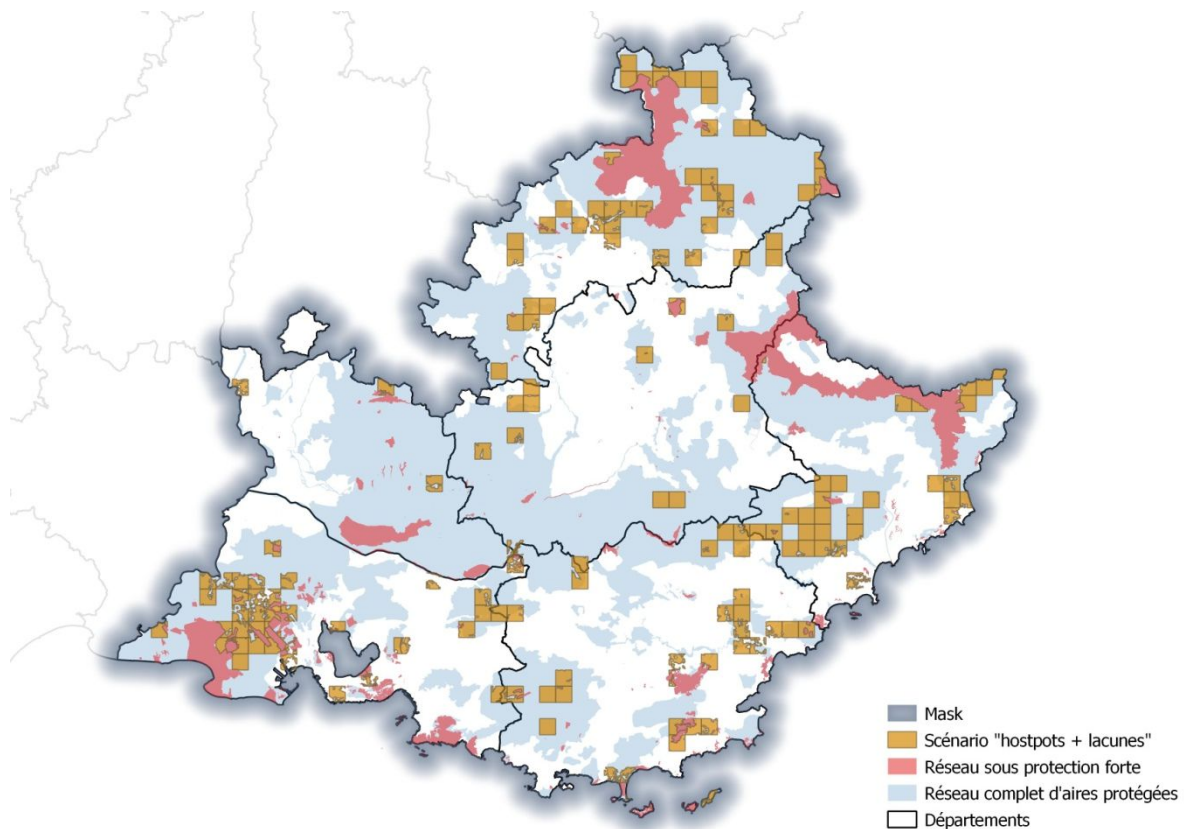 Mask
Scénario "hostpots + lacunes"
Réseau sous protection forte
Réseau complet d'aires protégées
Départements